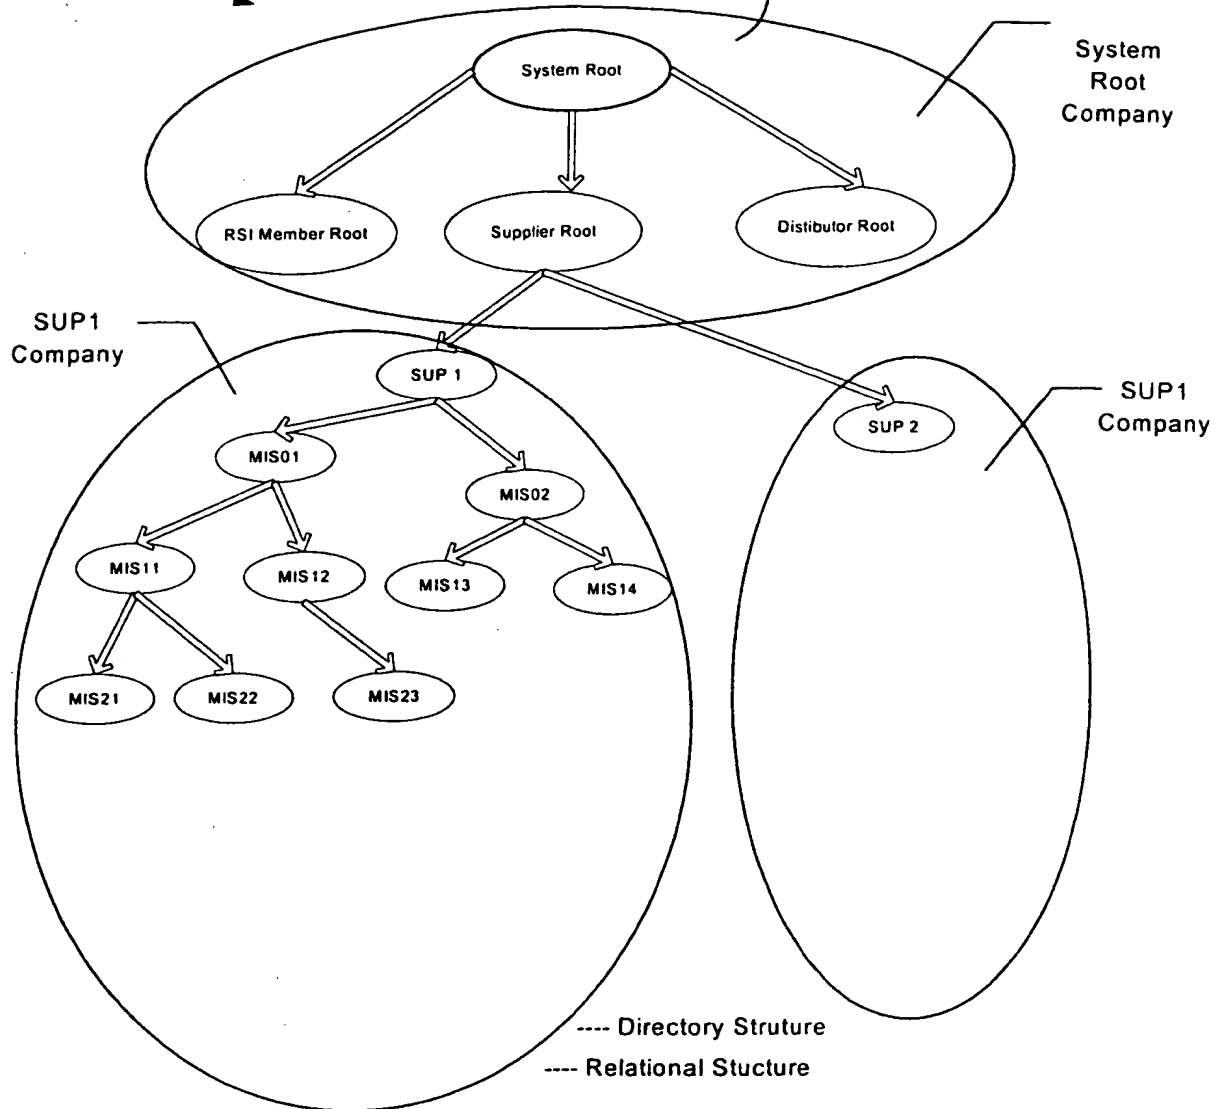 System Root
System
Root
Company
RSI Member Root
Supplier Root
Distibutor Root
SUP1
Company
SUP 1
SUP1
Company
SUP 2
MIS01
MIS02
MIS11
MIS12
MIS13
MIS14
MIS21
MIS22
MIS23
---- Directory Struture
---- Relational Stucture